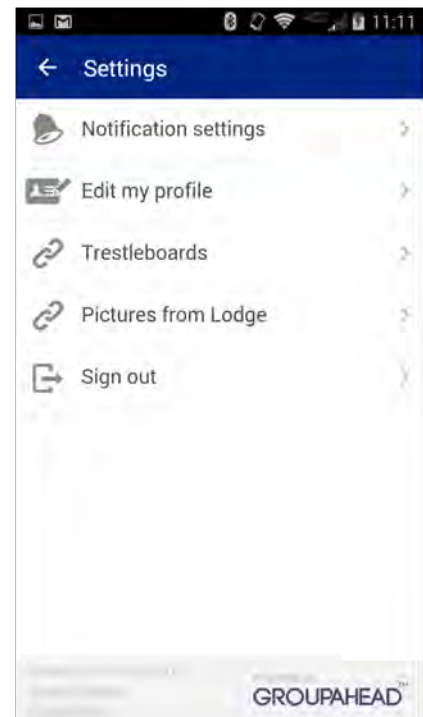 11:11
Settings
Notification settings
Edit my profile
Trestleboards
Pictures from Lodge
Sign out
GROUPAHEAD